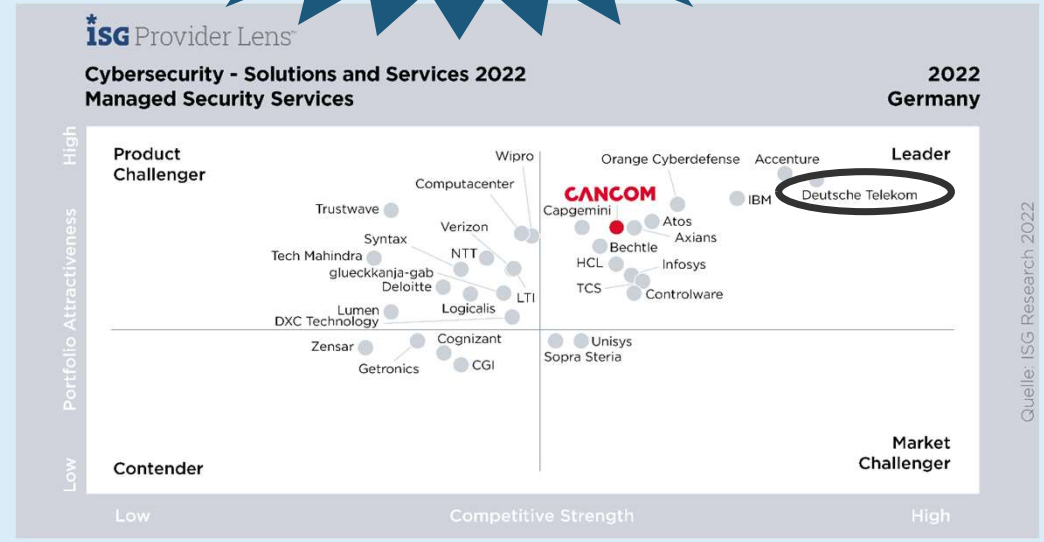 ISG Provider Lens™
Cybersecurity - Solutions and Services 2022
Managed Security Services
2022
Germany
High
Portfolio Attractiveness
Low
Product
Challenger
Leader
Wipro
Orange Cyberdefense
Accenture
Computacenter
CANCOM
IBM
Deutsche Telekom
Trustwave
Capgemini
Verizon
Atos
Syntax
Axians
NTT
Bechtle
Tech Mahindra
HCL
Infosys
glueckkanja-gab
Deloitte
TCS
LTI
Controlware
Lumen
Logicalis
DXC Technology
Zensar
Cognizant
Unisys
Getronics
CGI
Sopra Steria
Contender
Market
Challenger
Low
Competitive Strength
High
Quelle: ISG Research 2022